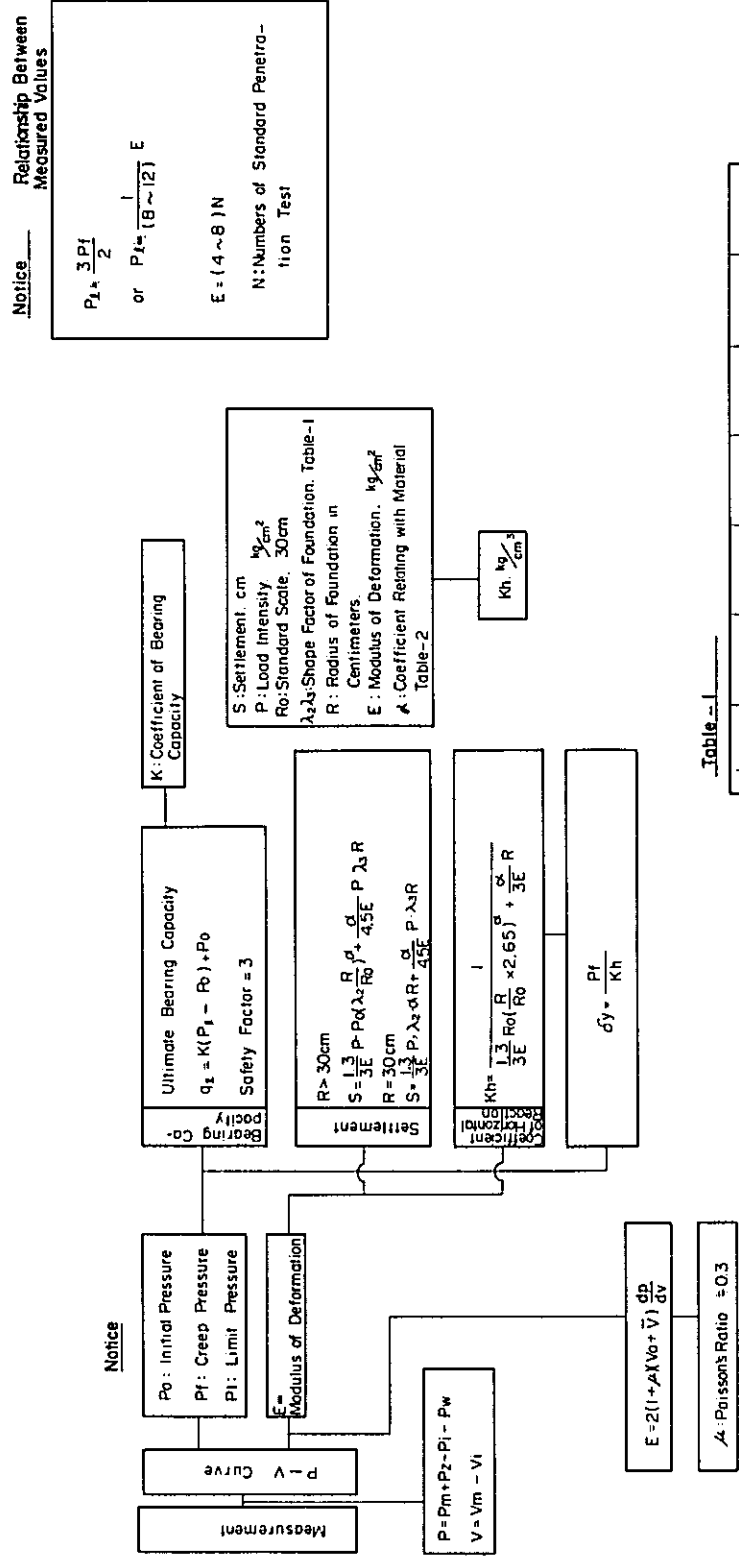 Notice Relationship Between
Measured Values
Pl ≒ 3Pf / 2
or Pl ≒ 1 / (8 ~ 12) E
E = (4 ~ 8) N
N: Numbers of Standard Penetra-
tion Test
K: Coefficient of Bearing
Capacity
Bearing Ca-
pacity
Ultimate Bearing Capacity
ql = K(Pl - Po) + Po
Safety Factor = 3
S: Settlement. cm
P: Load Intensity. kg/cm²
Ro: Standard Scale. 30cm
λ2λ3: Shape Factor of Foundation. Table-1
R: Radius of Foundation in
Centimeters.
E: Modulus of Deformation. kg/cm²
α: Coefficient Relating with Material
Table-2
Kh. kg/cm³
Settlement
R > 30cm
S = 1.3/3E P·Po(λ2 R/Ro)^α + α/4.5E P λ3 R
R = 30cm
S = 1.3/3E P·λ2·αR + α/4.5E P·λ3R
Coefficient
of Horizontal
Reaction
Kh = 1 / (1.3/3E Ro(R/Ro × 2.65)^α + α/3E R)
δy = Pf / Kh
Notice
Po: Initial Pressure
Pf: Creep Pressure
Pl: Limit Pressure
E =
Modulus of Deformation
P - V Curve
Measurement
P = Pm + Pz - Pi - Pw
V = Vm - Vi
E = 2(1 + μ)(Vo + V̄) dp/dv
μ: Poisson's Ratio ≒ 0.3
Table - 1